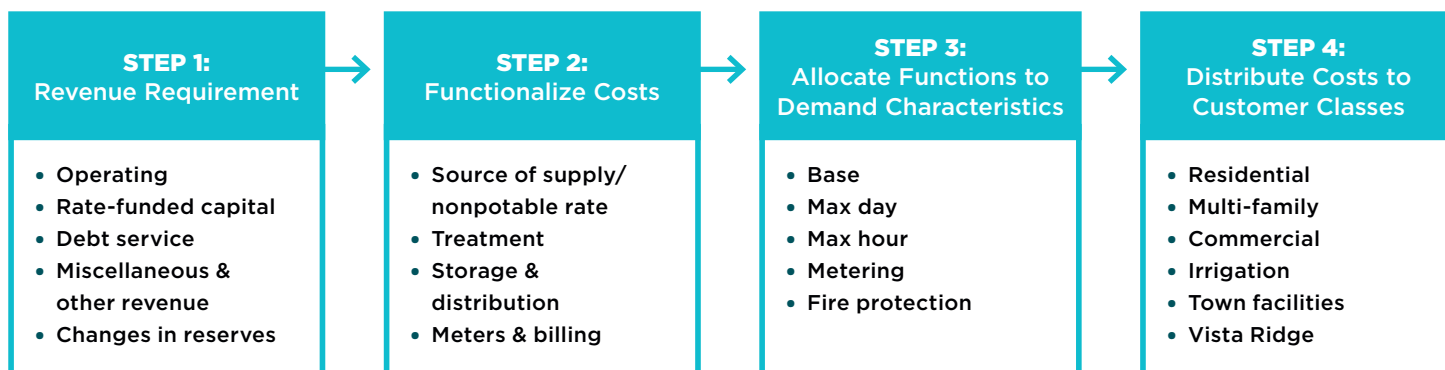 STEP 1:
Revenue Requirement
• Operating
• Rate-funded capital
• Debt service
• Miscellaneous &
other revenue
• Changes in reserves
STEP 2:
Functionalize Costs
• Source of supply/
nonpotable rate
• Treatment
• Storage &
distribution
• Meters & billing
STEP 3:
Allocate Functions to
Demand Characteristics
• Base
• Max day
• Max hour
• Metering
• Fire protection
STEP 4:
Distribute Costs to
Customer Classes
• Residential
• Multi-family
• Commercial
• Irrigation
• Town facilities
• Vista Ridge